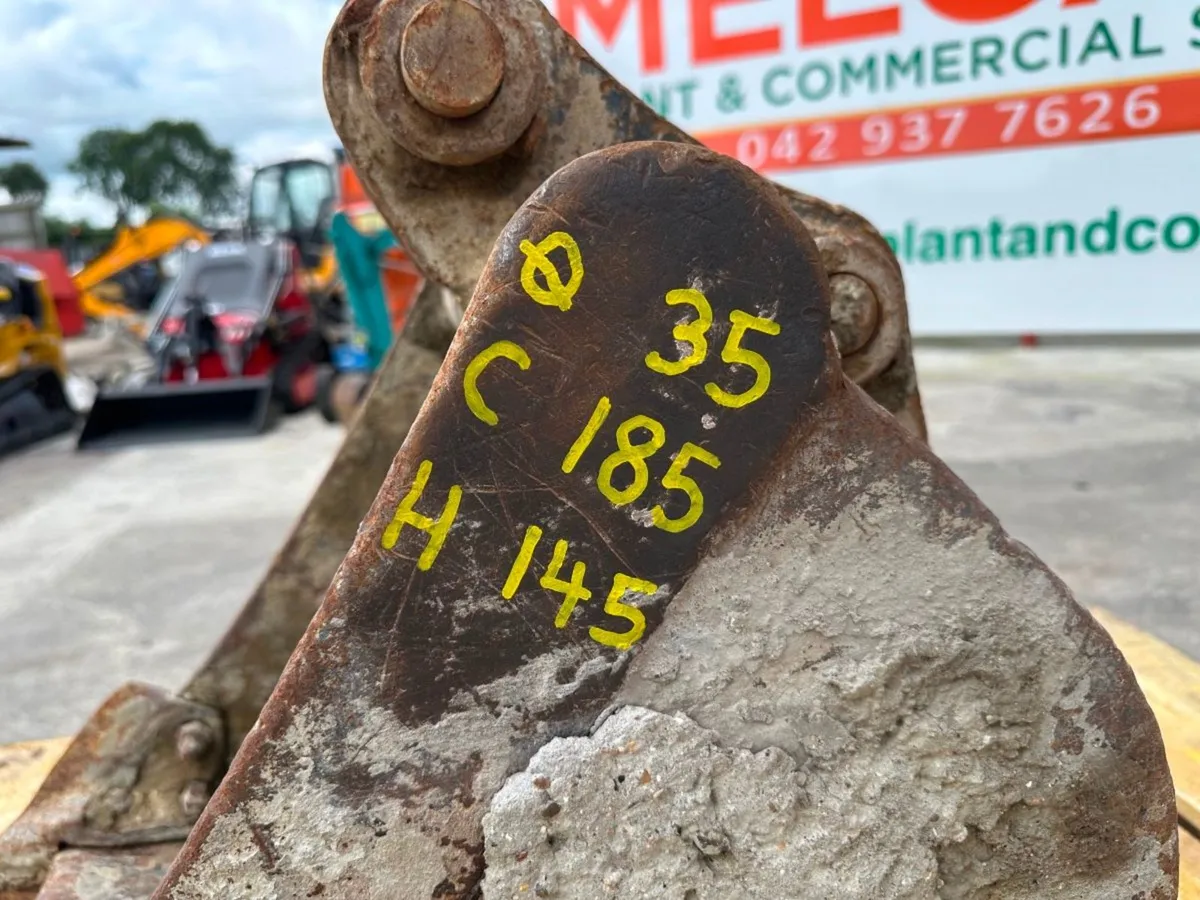 NT & COMMERCIAL S
042 937 7626
plantandco
Ø 35
C 185
H 145